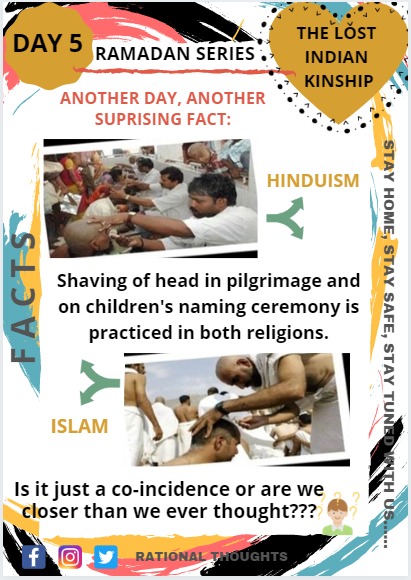 DAY 5
RAMADAN SERIES
THE LOST
INDIAN
KINSHIP
ANOTHER DAY, ANOTHER
SUPRISING FACT:
HINDUISM
FACTS
STAY HOME, STAY SAFE, STAY TUNED WITH US......
Shaving of head in pilgrimage and
on children's naming ceremony is
practiced in both religions.
ISLAM
Is it just a co-incidence or are we
closer than we ever thought???
? ? ?
RATIONAL THOUGHTS